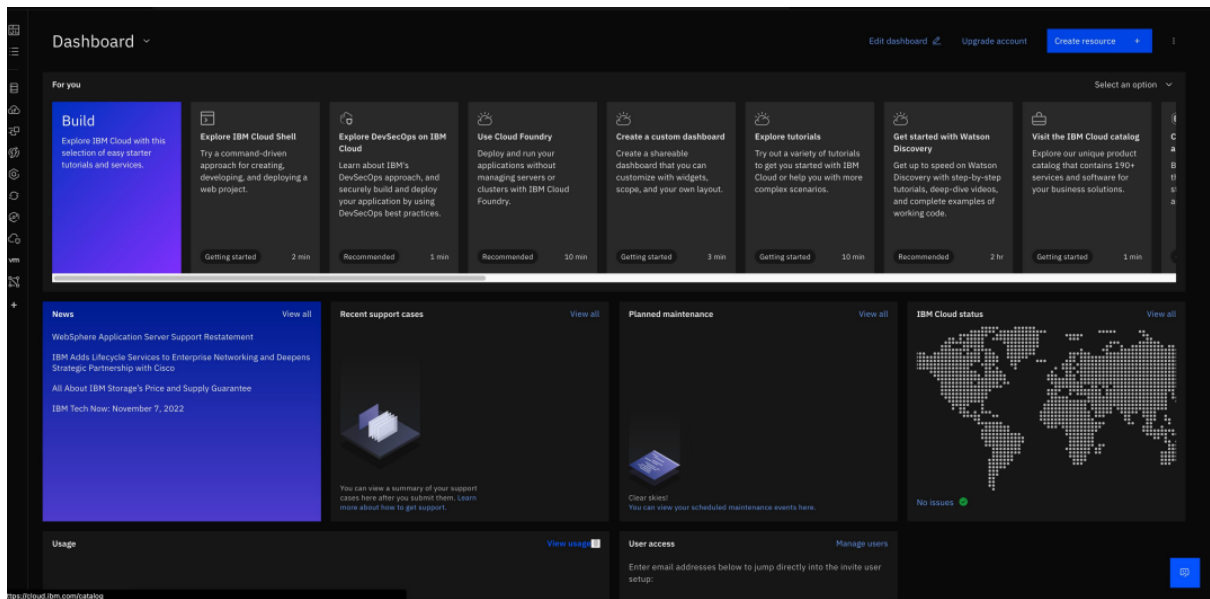 Dashboard
Edit dashboard
Upgrade account
Create resource +
For you
Select an option
Build
Explore IBM Cloud with this
selection of easy starter
tutorials and services.
Explore IBM Cloud Shell
Try a command-driven
approach for creating,
developing, and deploying a
web project.
Getting started 2 min
Explore DevSecOps on IBM
Cloud
Learn about IBM's
DevSecOps approach, and
securely build and deploy
your application by using
DevSecOps best practices.
Recommended 1 min
Use Cloud Foundry
Deploy and run your
applications without
managing servers or
clusters with IBM Cloud
Foundry.
Recommended 10 min
Create a custom dashboard
Create a shareable
dashboard that you can
customize with widgets,
scope, and your own layout.
Getting started 3 min
Explore tutorials
Try out a variety of tutorials
to get you started with IBM
Cloud or help you with more
complex scenarios.
Getting started 10 min
Get started with Watson
Discovery
Get up to speed on Watson
Discovery with step-by-step
tutorials, deep-dive videos,
and complete examples of
working code.
Recommended 2 hr
Visit the IBM Cloud catalog
Explore our unique product
catalog that contains 190+
services and software for
your business solutions.
Getting started 1 min
vm
News View all
WebSphere Application Server Support Restatement
IBM Adds Lifecycle Services to Enterprise Networking and Deepens
Strategic Partnership with Cisco
All About IBM Storage's Price and Supply Guarantee
IBM Tech Now: November 7, 2022
Recent support cases View all
You can view a summary of your support
cases here after you submit them. Learn
more about how to get support.
Planned maintenance View all
Clear skies!
You can view your scheduled maintenance events here.
IBM Cloud status View all
No issues
Usage View usage
User access Manage users
Enter email addresses below to jump directly into the invite user
setup:
ttps://cloud.ibm.com/catalog